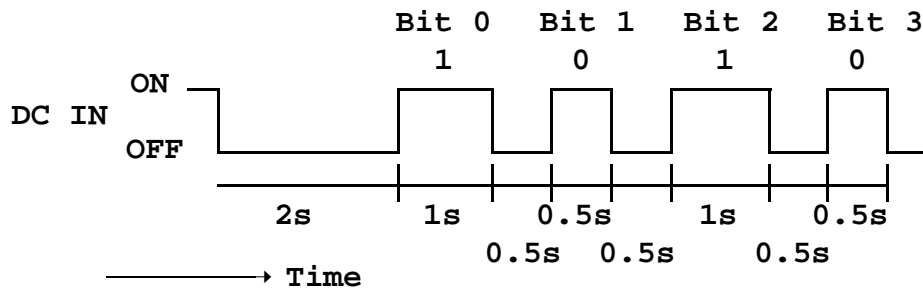 Bit 0 Bit 1 Bit 2 Bit 3
1 0 1 0
ON
DC IN
OFF
2s 1s 0.5s 1s 0.5s
0.5s 0.5s 0.5s
Time